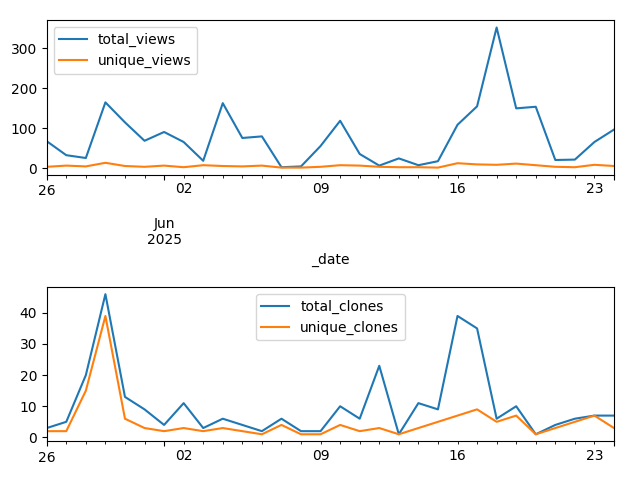 total_views
unique_views
300
200
100
0
26 02 09 16 23
Jun
2025
_date
total_clones
unique_clones
40
30
20
10
0
26 02 09 16 23